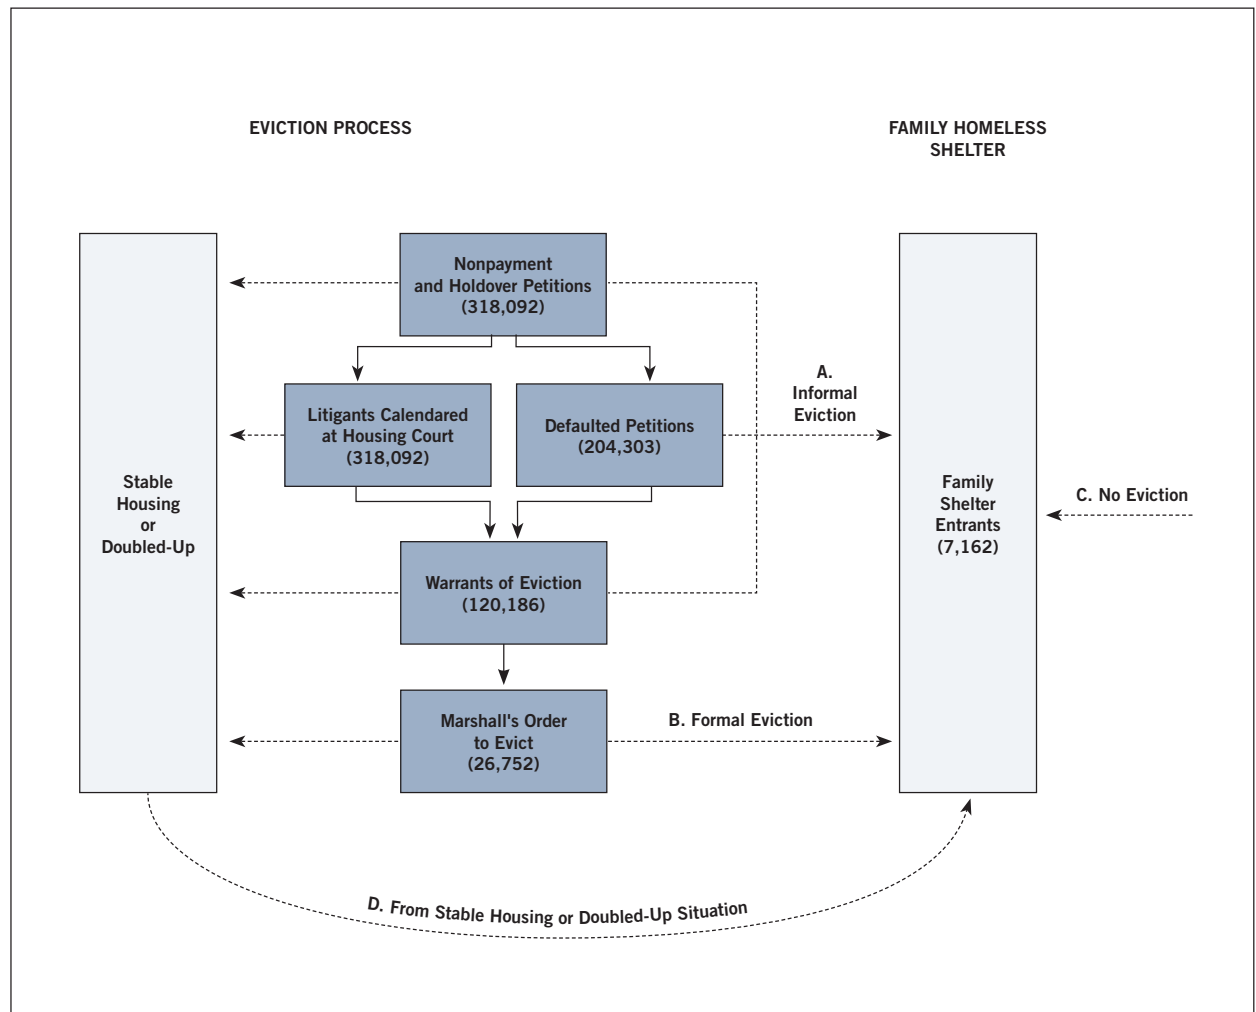 EVICTION PROCESS
FAMILY HOMELESS
SHELTER
Nonpayment
and Holdover Petitions
(318,092)
A.
Informal
Eviction
Litigants Calendared
at Housing Court
(318,092)
Defaulted Petitions
(204,303)
Stable
Housing
or
Doubled-Up
Family
Shelter
Entrants
(7,162)
C. No Eviction
Warrants of Eviction
(120,186)
Marshall's Order
to Evict
(26,752)
B. Formal Eviction
D. From Stable Housing or Doubled-Up Situation